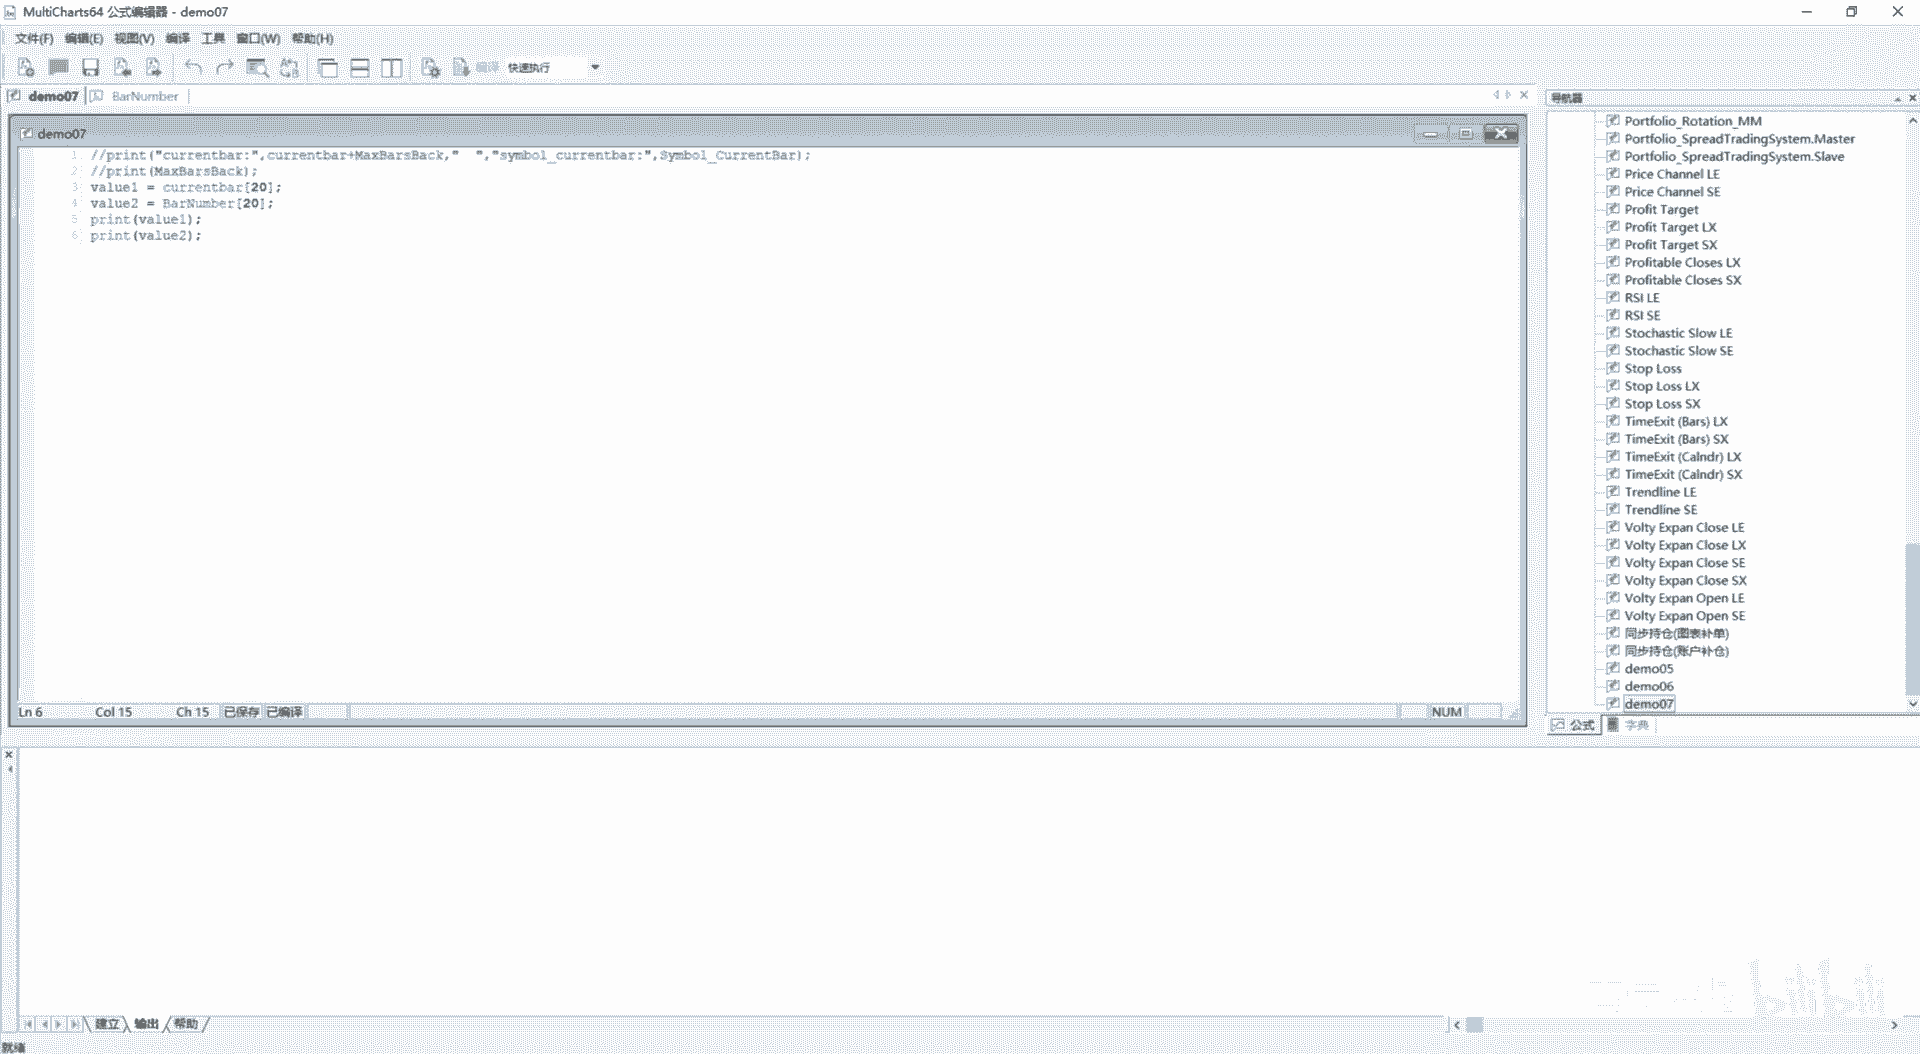 MultiCharts64 公式编辑器 - demo07
文件(F) 编辑(E) 视图(V) 编译 工具 窗口(W) 帮助(H)
编译 快速执行
demo07 BarNumber
demo07
1 //print("currentbar:",currentbar+MaxBarsBack,"  ","symbol_currentbar:",Symbol_CurrentBar);
2 //print(MaxBarsBack);
3 value1 = currentbar[20];
4 value2 = BarNumber[20];
5 print(value1);
6 print(value2);
Ln 6 Col 15 Ch 15 已保存 已编译 NUM
导航器
Portfolio_Rotation_MM
Portfolio_SpreadTradingSystem.Master
Portfolio_SpreadTradingSystem.Slave
Price Channel LE
Price Channel SE
Profit Target
Profit Target LX
Profit Target SX
Profitable Closes LX
Profitable Closes SX
RSI LE
RSI SE
Stochastic Slow LE
Stochastic Slow SE
Stop Loss
Stop Loss LX
Stop Loss SX
TimeExit (Bars) LX
TimeExit (Bars) SX
TimeExit (Calndr) LX
TimeExit (Calndr) SX
Trendline LE
Trendline SE
Volty Expan Close LE
Volty Expan Close LX
Volty Expan Close SE
Volty Expan Close SX
Volty Expan Open LE
Volty Expan Open SE
同步持仓(图表补单)
同步持仓(账户补仓)
demo05
demo06
demo07
公式 字典
建立 输出 帮助
就绪
bilibili